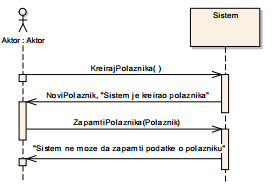 Sistem
Aktor : Aktor
KreirajPolaznika( )
NoviPolaznik, "Sistem je kreirao polaznika"
ZapamtiPolaznika(Polaznik)
"Sistem ne moze da zapamti podatke o polazniku"